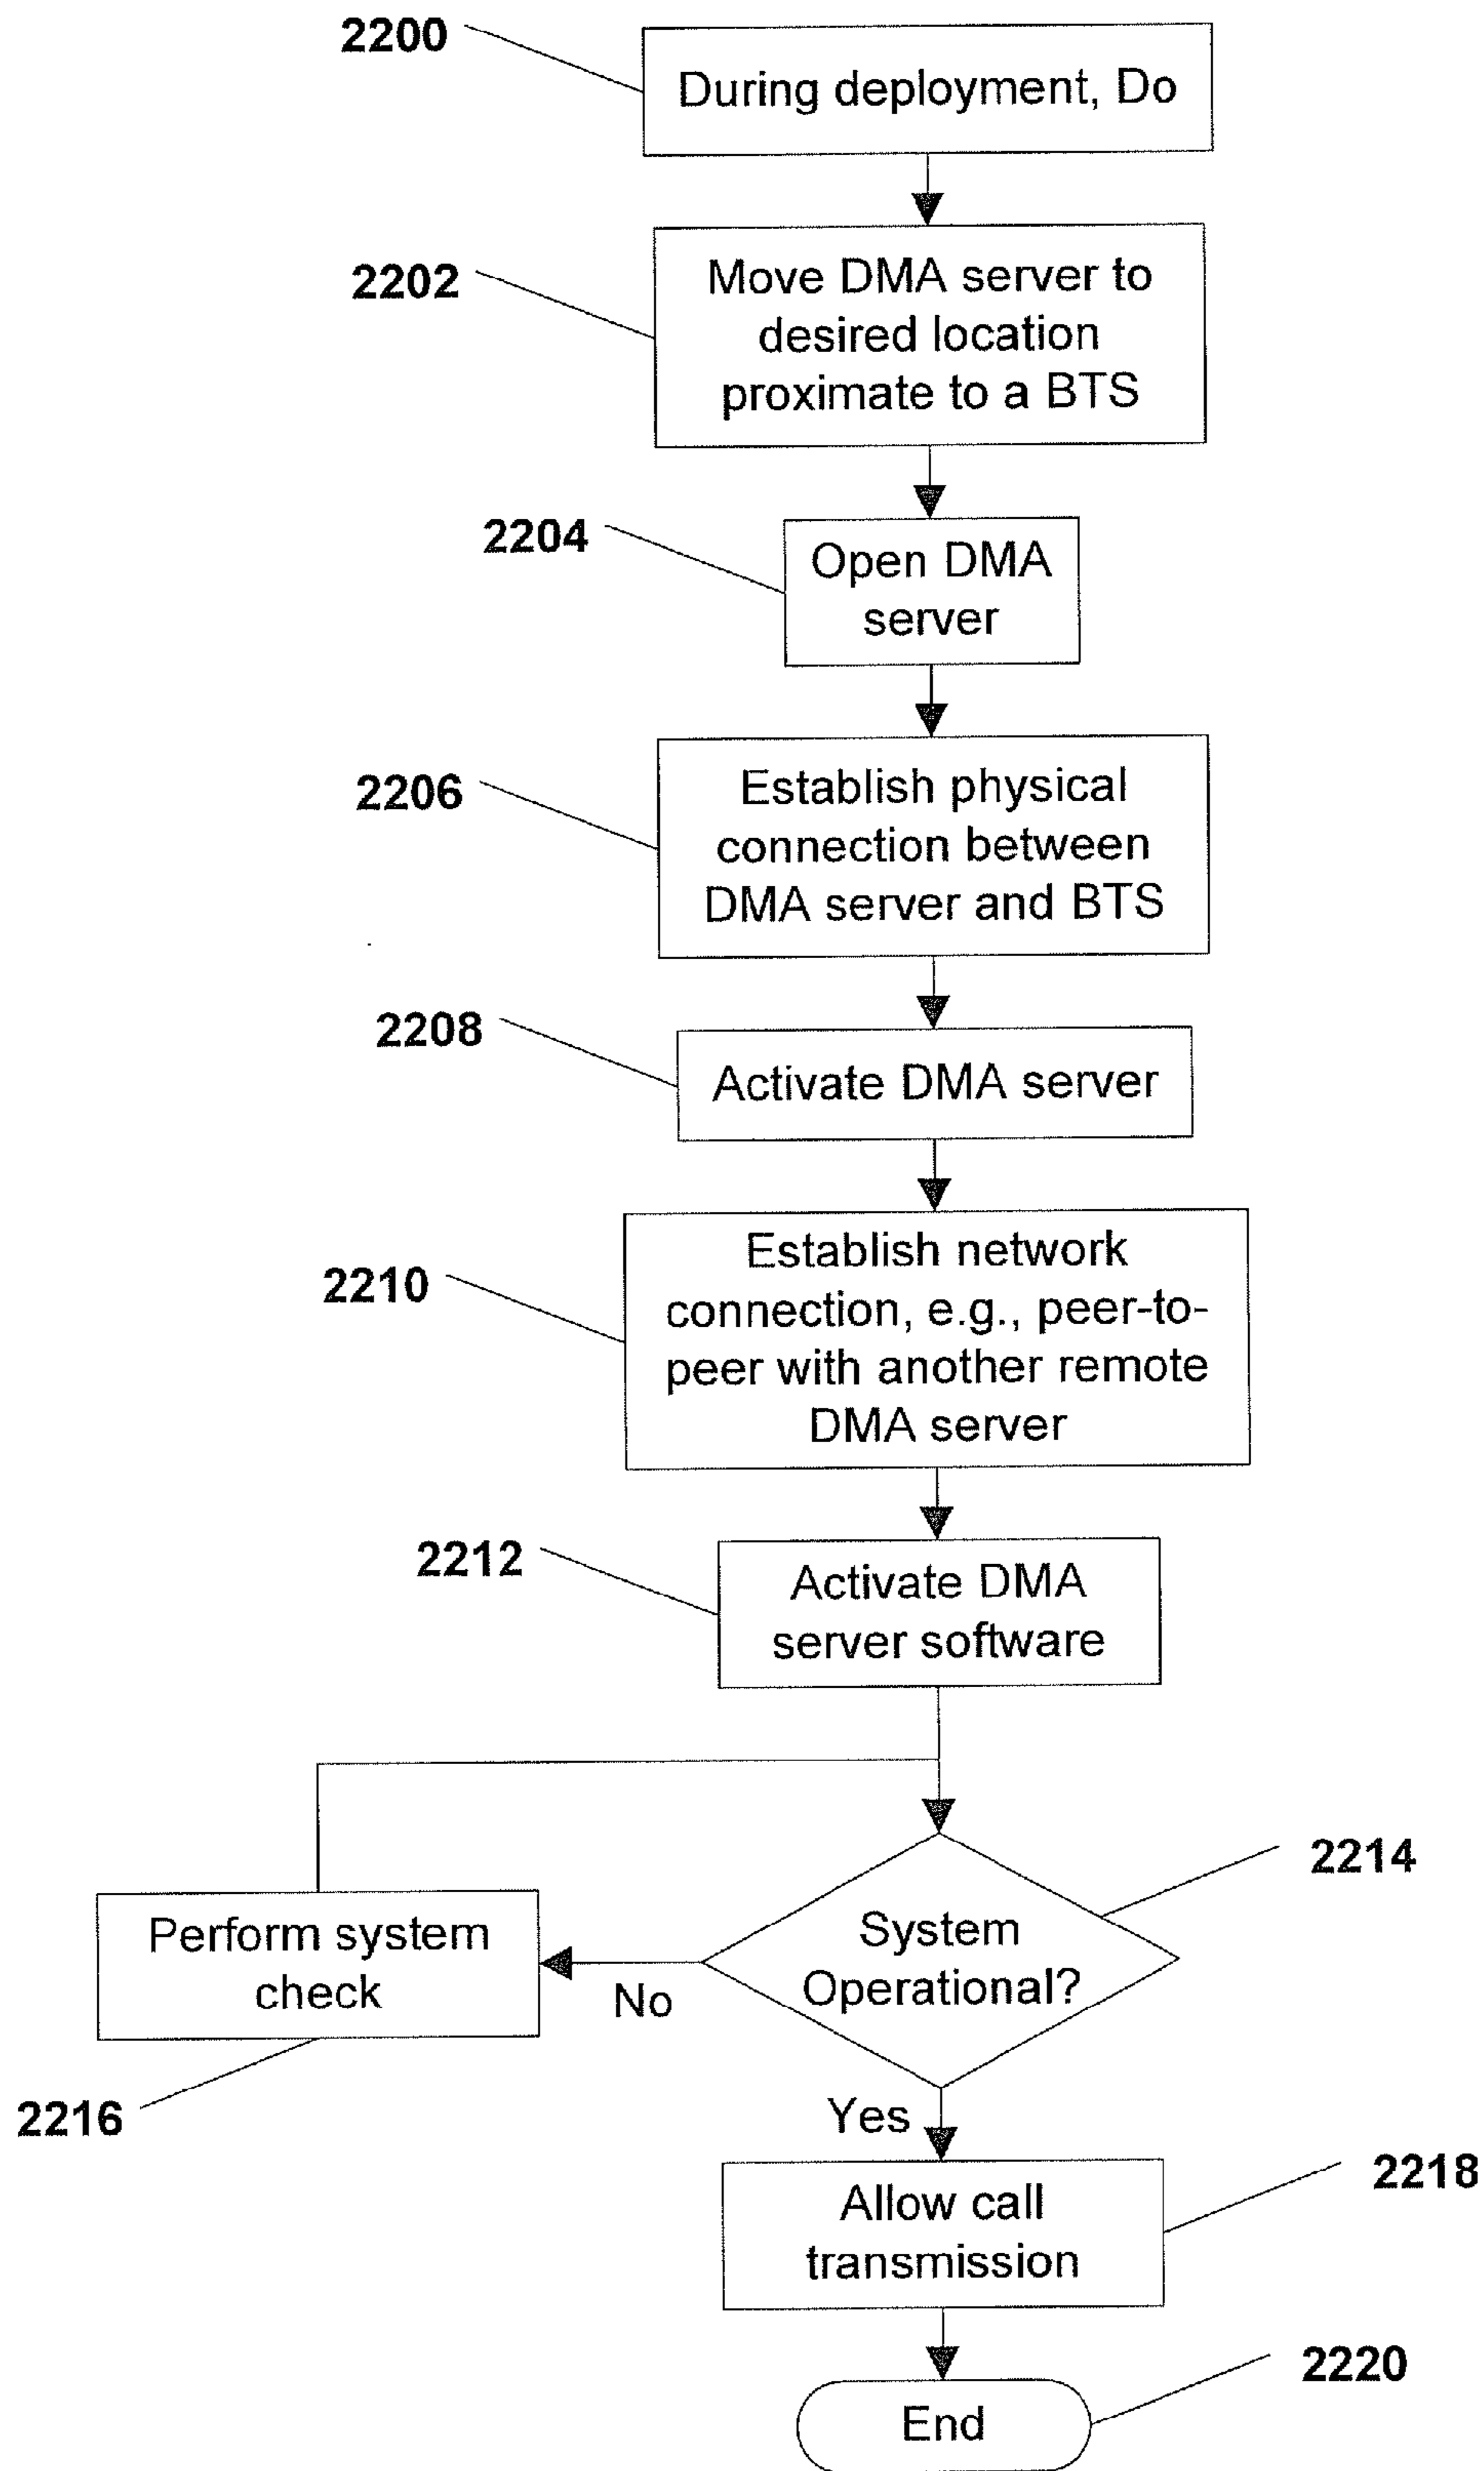 2200
During deployment, Do
2202
Move DMA server to
desired location
proximate to a BTS
2204
Open DMA
server
2206
Establish physical
connection between
DMA server and BTS
2208
Activate DMA server
2210
Establish network
connection, e.g., peer-to-
peer with another remote
DMA server
2212
Activate DMA
server software
2214
System
Operational?
No
Perform system
check
2216
Yes
2218
Allow call
transmission
2220
End